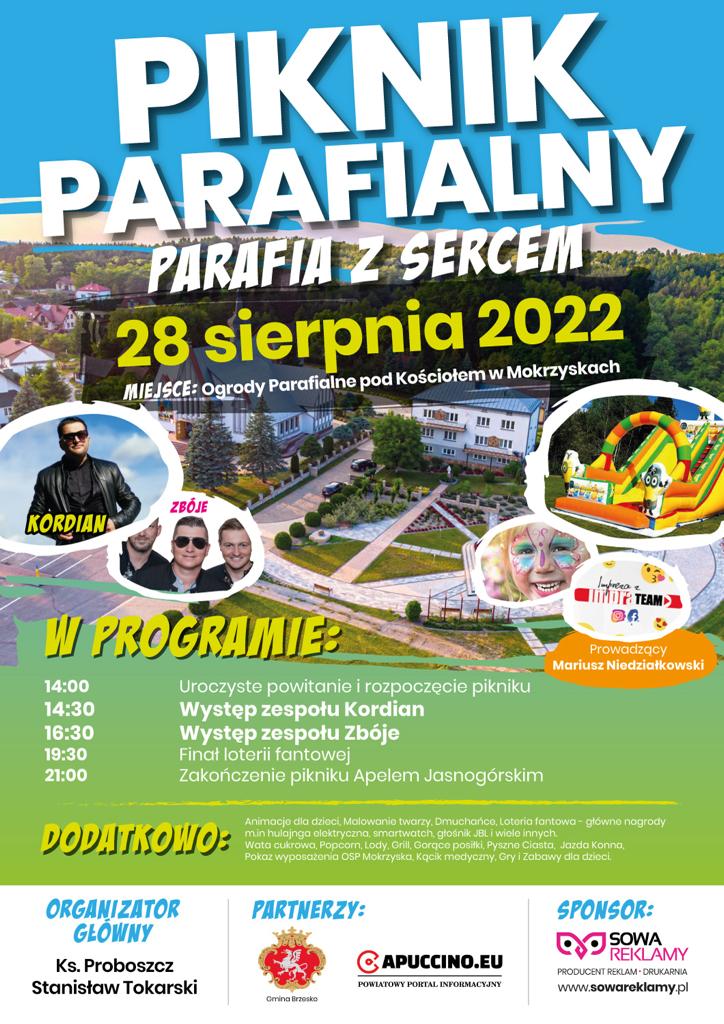 PIKNIK
PARAFIALNY
PARAFIA Z SERCEM
28 sierpnia 2022
MIEJSCE: Ogrody Parafialne pod Kościołem w Mokrzyskach
KORDIAN
ZBÓJE
Impreza z
TEAM
Prowadzący
Mariusz Niedziałkowski
W PROGRAMIE:
14:00 Uroczyste powitanie i rozpoczęcie pikniku
14:30 Występ zespołu Kordian
16:30 Występ zespołu Zbóje
19:30 Finał loterii fantowej
21:00 Zakończenie pikniku Apelem Jasnogórskim
DODATKOWO:
Animacje dla dzieci, Malowanie twarzy, Dmuchańce, Loteria fantowa - główne nagrody
m.in hulajnga elektryczna, smartwatch, głośnik JBL i wiele innych.
Wata cukrowa, Popcorn, Lody, Grill, Gorące posiłki, Pyszne Ciasta, Jazda Konna,
Pokaz wyposażenia OSP Mokrzyska, Kącik medyczny, Gry i Zabawy dla dzieci.
ORGANIZATOR
GŁÓWNY
Ks. Proboszcz
Stanisław Tokarski
PARTNERZY:
Gmina Brzesko
CAPUCCINO.EU
POWIATOWY PORTAL INFORMACYJNY
SPONSOR:
SOWA
REKLAMY
PRODUCENT REKLAM • DRUKARNIA
www.sowareklamy.pl